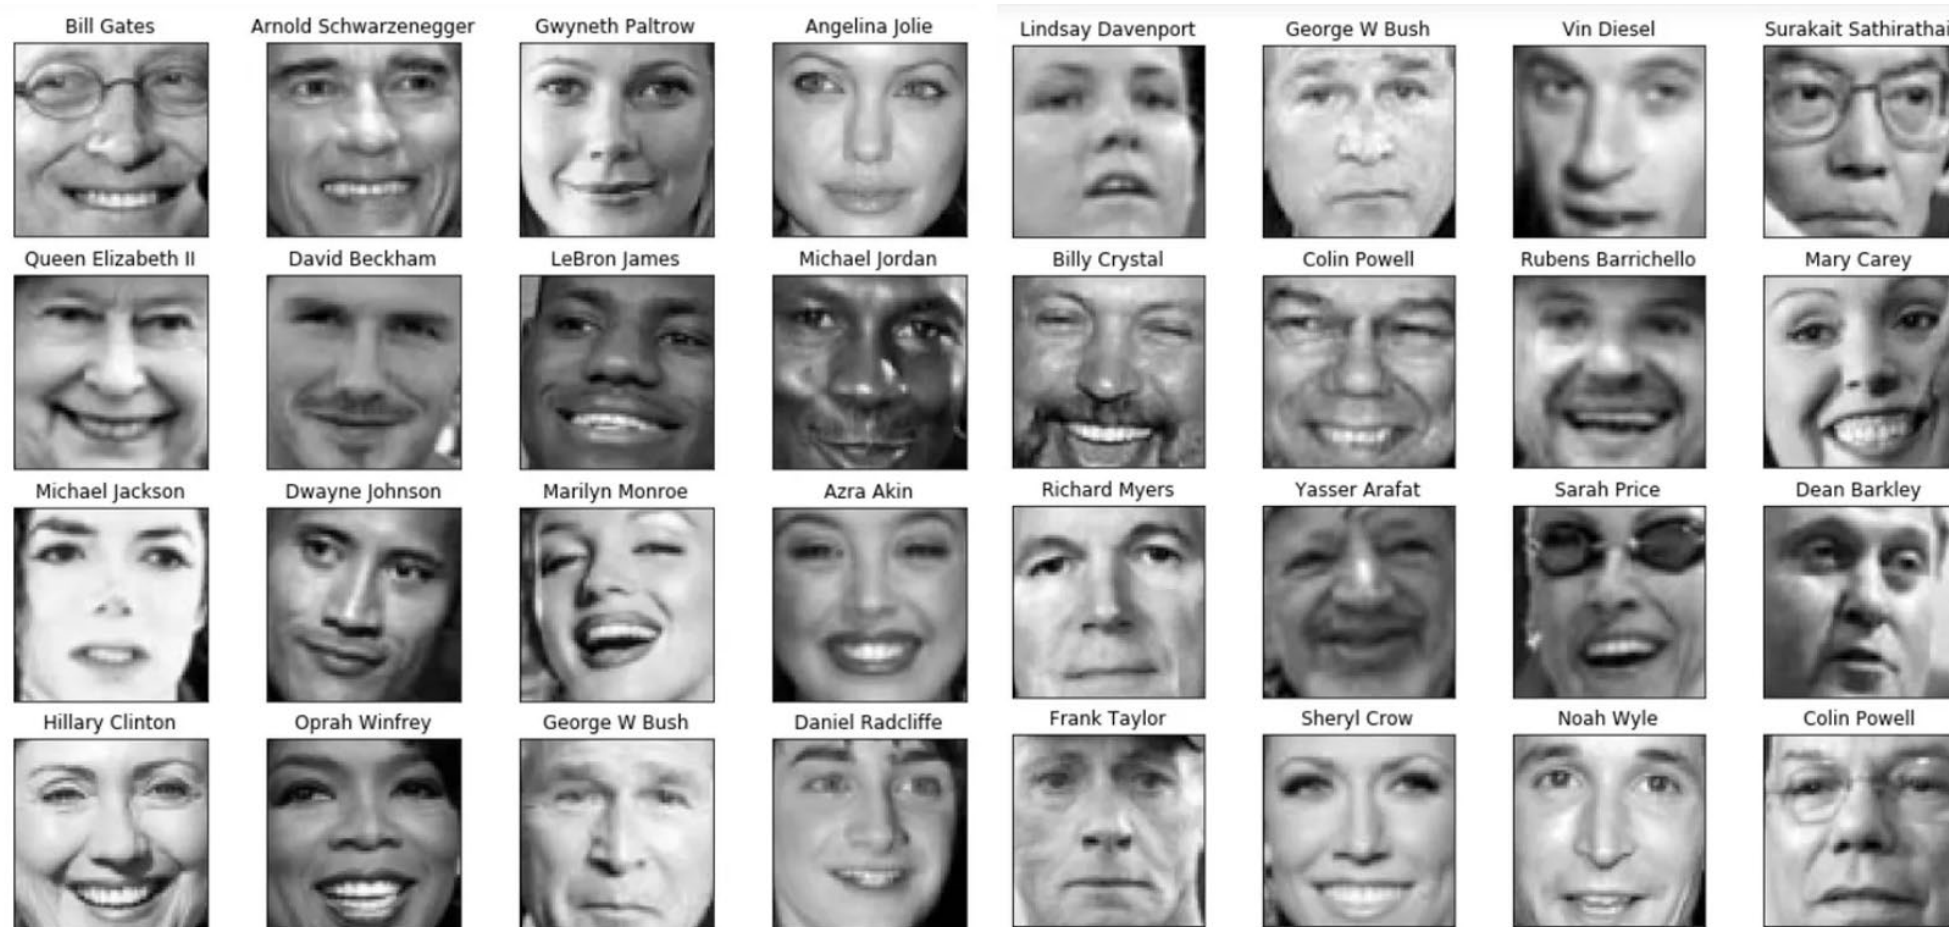 Bill Gates Arnold Schwarzenegger Gwyneth Paltrow Angelina Jolie Lindsay Davenport George W Bush Vin Diesel Surakait Sathirathai
Queen Elizabeth II David Beckham LeBron James Michael Jordan Billy Crystal Colin Powell Rubens Barrichello Mary Carey
Michael Jackson Dwayne Johnson Marilyn Monroe Azra Akin Richard Myers Yasser Arafat Sarah Price Dean Barkley
Hillary Clinton Oprah Winfrey George W Bush Daniel Radcliffe Frank Taylor Sheryl Crow Noah Wyle Colin Powell